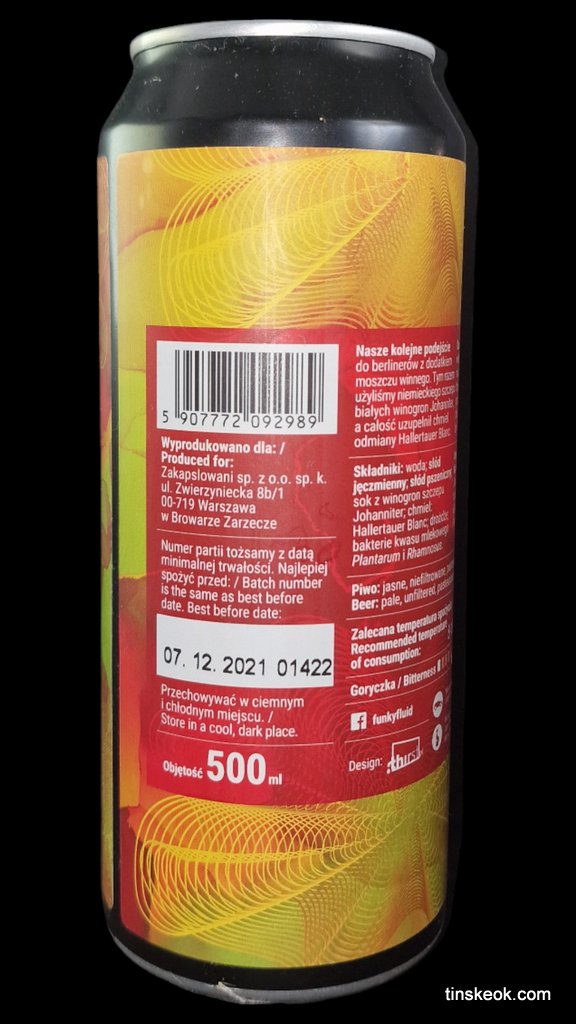 5 907772 092989
Wyprodukowano dla: /
Produced for:
Zakapslowani sp. z o.o. sp. k.
ul. Zwierzyniecka 8b/1
00-719 Warszawa
w Browarze Zarzecze
Numer partii tożsamy z datą
minimalnej trwałości. Najlepiej
spożyć przed: / Batch number
is the same as best before
date. Best before date:
07. 12. 2021 01422
Przechowywać w ciemnym
i chłodnym miejscu. /
Store in a cool, dark place.
Objętość 500 ml
Nasze kolejne podejście
do berlinerów z dodatkiem
moszczu winnego. Tym razem
użyliśmy niemieckiego szczepu
białych winogron Johanniter,
a całość uzupełnił chmiel
odmiany Hallertauer Blanc.
Składniki: woda; słód
jęczmienny; słód pszeniczny;
sok z winogron szczepu
Johanniter; chmiel:
Hallertauer Blanc; drożdże;
bakterie kwasu mlekowego
Plantarum i Rhamnosus.
Piwo: jasne, niefiltrowane,
Beer: pale, unfiltered,
Zalecana temperatura
Recommended temperature
of consumption:
Goryczka / Bitterness
funkyfluid
Design:
tinskeok.com